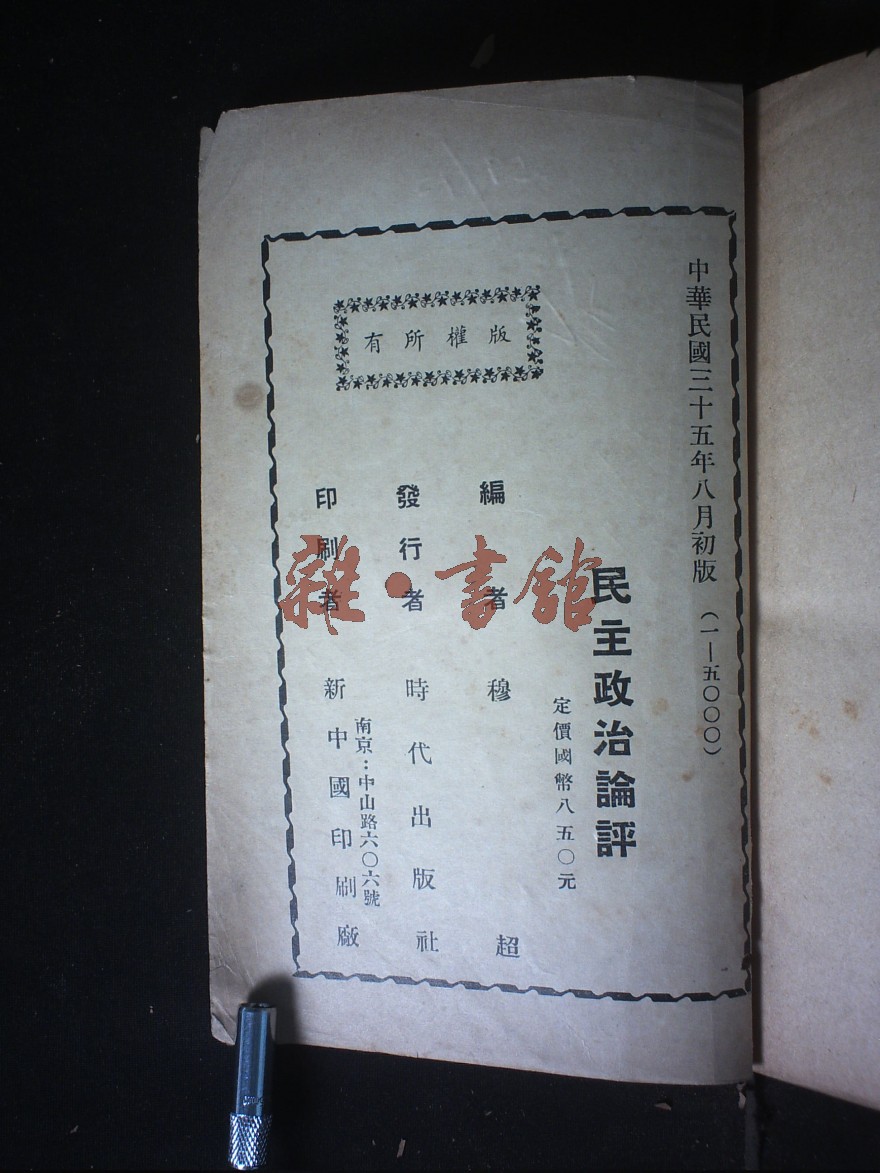 中華民國三十五年八月初版 (一—五〇〇〇)
民主政治論評
定價國幣八五〇元
編者 穆超
發行者 時代出版社
南京：中山路六〇六號
印刷者 新中國印刷廠
版權所有
雜·書館